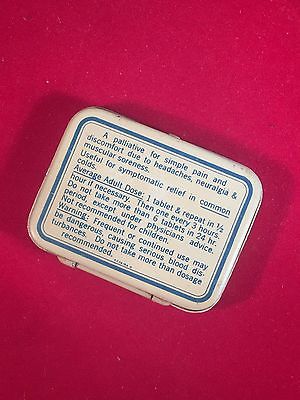 A palliative for simple pain and
discomfort due to headaches, neuralgia &
muscular soreness.
Useful for symptomatic relief in common
colds.
Average Adult Dose: 1 tablet & repeat in ½
hour if necessary. Then one every 3 hours.
Do not take more than 6 tablets in 24 hr.
period, except under physicians advice.
Not recommended for children.
Warning: Frequent or continued use may
be dangerous, causing serious blood dis-
turbances. Do not take more than dosage
recommended.